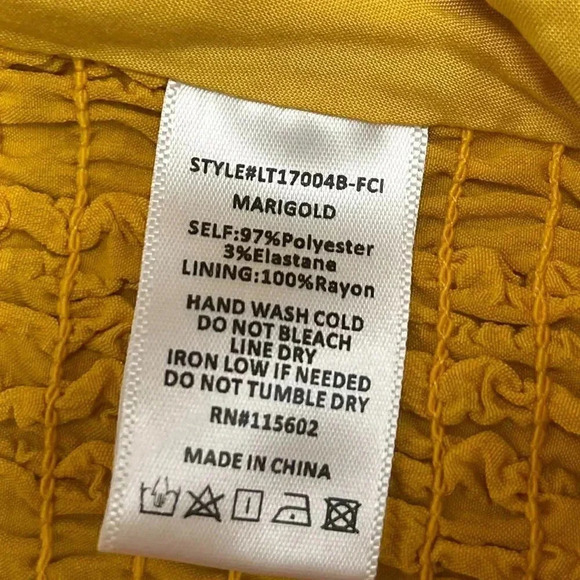 STYLE#LT17004B-FCI
MARIGOLD
SELF:97%Polyester
3%Elastana
LINING:100%Rayon
HAND WASH COLD
DO NOT BLEACH
LINE DRY
IRON LOW IF NEEDED
DO NOT TUMBLE DRY
RN#115602
MADE IN CHINA